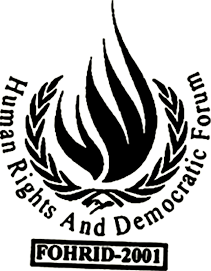 Human Rights And Democratic Forum
FOHRID-2001